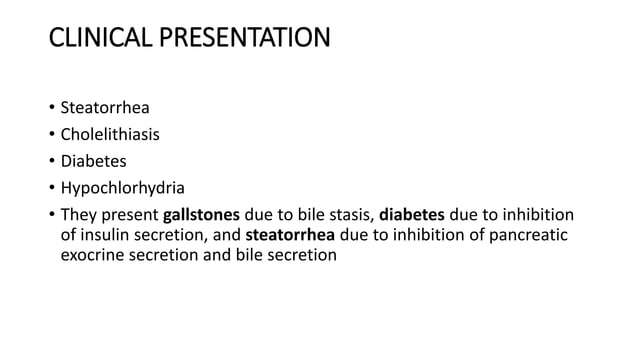 CLINICAL PRESENTATION
• Steatorrhea
• Cholelithiasis
• Diabetes
• Hypochlorhydria
• They present gallstones due to bile stasis, diabetes due to inhibition
of insulin secretion, and steatorrhea due to inhibition of pancreatic
exocrine secretion and bile secretion